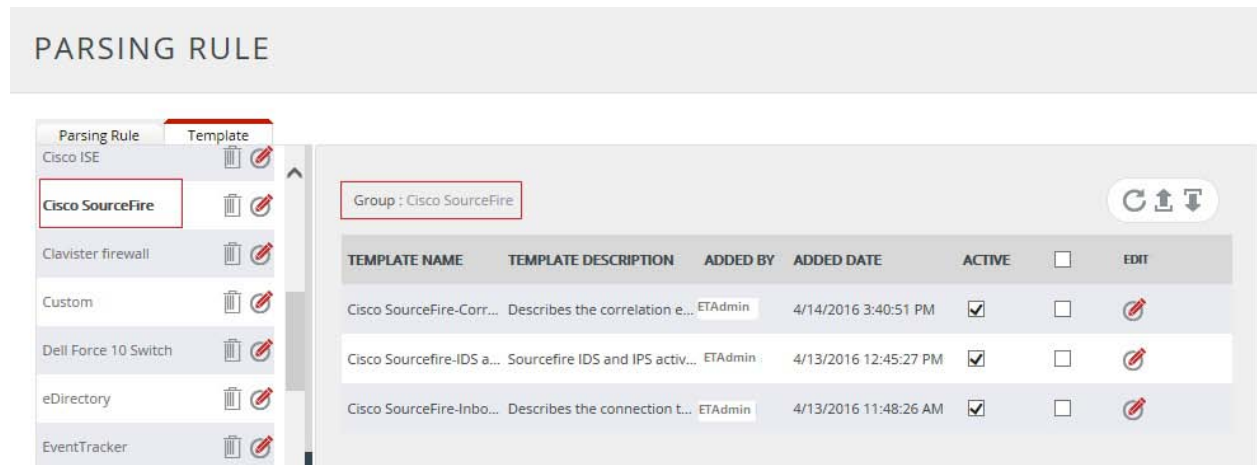 PARSING RULE
Parsing Rule Template
Cisco ISE
Cisco SourceFire
Clavister firewall
Custom
Dell Force 10 Switch
eDirectory
EventTracker
Group : Cisco SourceFire
TEMPLATE NAME TEMPLATE DESCRIPTION ADDED BY ADDED DATE ACTIVE EDIT
Cisco SourceFire-Corr... Describes the correlation e... ETAdmin 4/14/2016 3:40:51 PM
Cisco Sourcefire-IDS a... Sourcefire IDS and IPS activ... ETAdmin 4/13/2016 12:45:27 PM
Cisco SourceFire-Inbo... Describes the connection t... ETAdmin 4/13/2016 11:48:26 AM